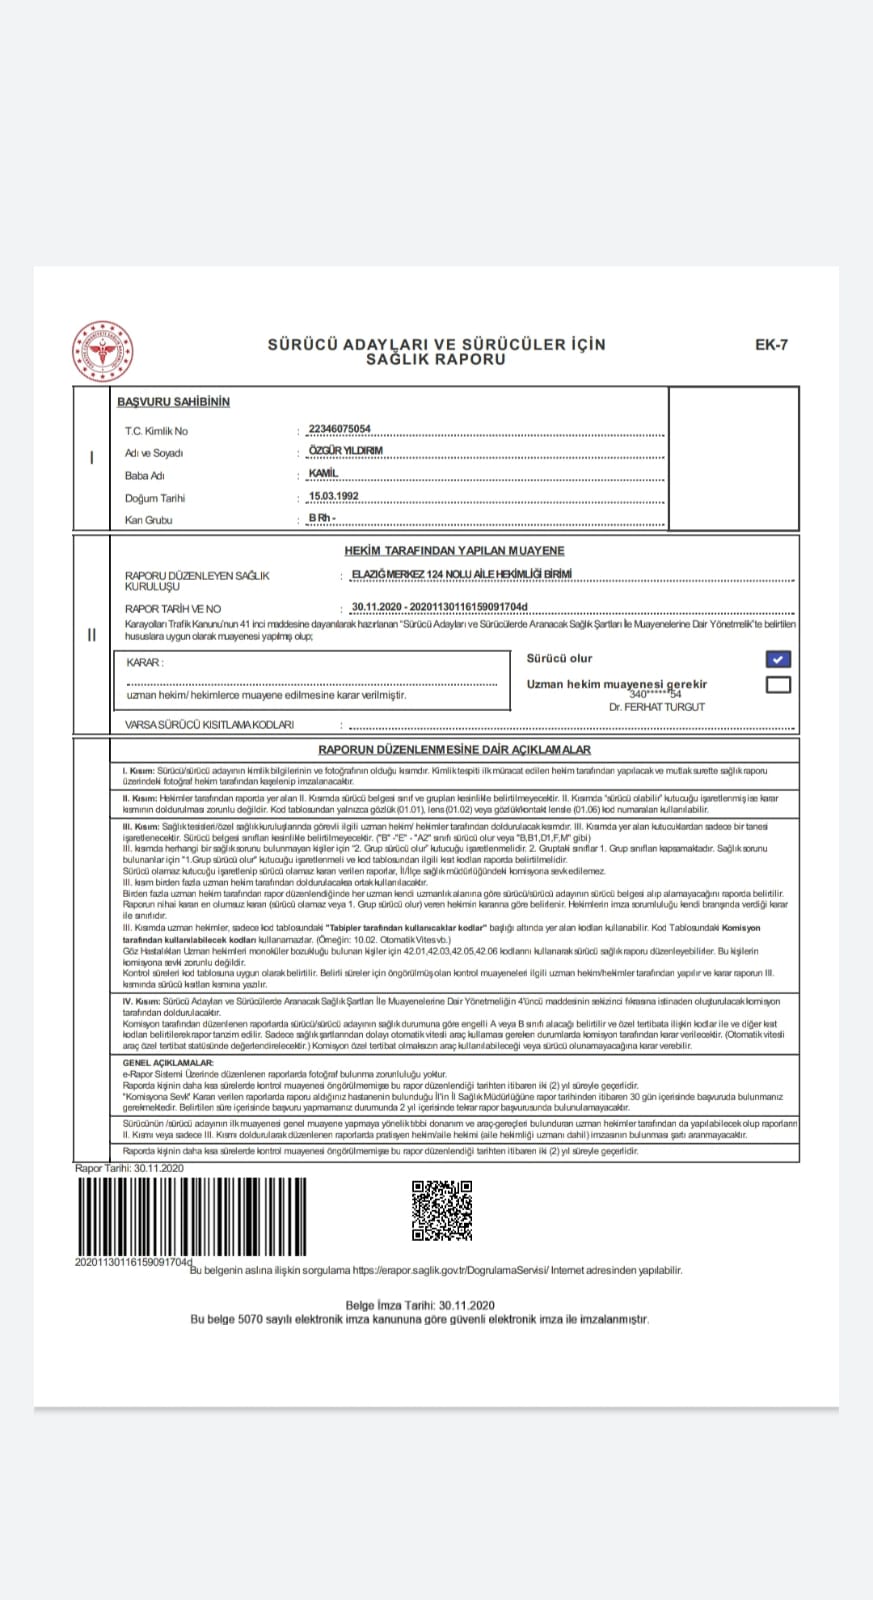 SÜRÜCÜ ADAYLARI VE SÜRÜCÜLER İÇİN
SAĞLIK RAPORU
EK-7
BAŞVURU SAHİBİNİN
I
T.C. Kimlik No : 22346075054
Adı ve Soyadı : ÖZGÜR YILDIRIM
Baba Adı : KAMİL
Doğum Tarihi : 15.03.1992
Kan Grubu : B Rh -
II
HEKİM TARAFINDAN YAPILAN MUAYENE
RAPORU DÜZENLEYEN SAĞLIK
KURULUŞU : ELAZIĞ MERKEZ 124 NOLU AİLE HEKİMLİĞİ BİRİMİ
RAPOR TARİH VE NO : 30.11.2020 - 20201130116159091704d
Karayolları Trafik Kanunu'nun 41 inci maddesine dayanılarak hazırlanan "Sürücü Adayları ve Sürücülerde Aranacak Sağlık Şartları İle Muayenelerine Dair Yönetmelik'te belirtilen
hususlara uygun olarak muayenesi yapılmış olup;
KARAR :
uzman hekim/ hekimlerce muayene edilmesine karar verilmiştir.
Sürücü olur
Uzman hekim muayenesi gerekir
340******54
Dr. FERHAT TURGUT
VARSA SÜRÜCÜ KISITLAMA KODLARI :
RAPORUN DÜZENLENMESİNE DAİR AÇIKLAMALAR
I. Kısım: Sürücü/sürücü adayının kimlik bilgilerinin ve fotoğrafının olduğu kısımdır. Kimlik tespiti ilk müracat edilen hekim tarafından yapılacak ve mutlak surette sağlık raporu
üzerindeki fotoğraf hekim tarafından kaşelenip imzalanacaktır.
II. Kısım: Hekimler tarafından raporda yer alan II. Kısımda sürücü belgesi sınıf ve grupları kesinlikle belirtilmeyecektir. II. Kısımda "sürücü olabilir" kutucuğu işaretlenmiş ise karar
kısmının doldurulması zorunlu değildir. Kod tablosundan yalnızca gözlük (01.01), lens (01.02) veya gözlük/kontakt lensle (01.06) kod numaraları kullanılabilir.
III. Kısım: Sağlık tesisleri/özel sağlık kuruluşlarında görevli ilgili uzman hekim/ hekimler tarafından doldurulacak kısımdır. III. Kısımda yer alan kutucuklardan sadece bir tanesi
işaretlenecektir. Sürücü belgesi sınıfları kesinlikle belirtilmeyecektir. ("B" -"E" - "A2" sınıfı sürücü olur veya "B,B1,D1,F,M" gibi)
III. kısımda herhangi bir sağlık sorunu bulunmayan kişiler için "2. Grup sürücü olur" kutucuğu işaretlenmelidir. 2. Gruptaki sınıflar 1. Grup sınıfları kapsamaktadır. Sağlık sorunu
bulunanlar için "1.Grup sürücü olur" kutucuğu işaretlenmeli ve kod tablosundan ilgili kısıt kodları raporda belirtilmelidir.
Sürücü olamaz kutucuğu işaretlenip sürücü olamaz kararı verilen raporlar, İl/İlçe sağlık müdürlüğündeki komisyona sevk edilemez.
III. kısım birden fazla uzman hekim tarafından doldurulacaksa ortak kullanılacaktır.
Birden fazla uzman hekim tarafından rapor düzenlendiğinde her uzman kendi uzmanlık alanına göre sürücü/sürücü adayının sürücü belgesi alıp alamayacağını raporda belirtilir.
Raporun nihai kararı en olumsuz kararı (sürücü olamaz veya 1. Grup sürücü olur) veren hekimin kararına göre belirlenir. Hekimlerin imza sorumluluğu kendi branşında verdiği karar
ile sınırlıdır.
III. Kısımda uzman hekimler, sadece kod tablosundaki "Tabipler tarafından kullanıcaklar kodlar" başlığı altında yer alan kodları kullanabilir. Kod Tablosundaki Komisyon
tarafından kullanılabilecek kodları kullanamazlar. (Örneğin: 10.02. Otomatik Vites vb.)
Göz Hastalıkları Uzman hekimleri monoküler bozukluğu bulunan kişiler için 42.01,42.03,42.05,42.06 kodlarını kullanarak sürücü sağlık raporu düzenleyebilirler. Bu kişilerin
komisyona sevki zorunlu değildir.
Kontrol süreleri kod tablosuna uygun olarak belirtilir. Belirli süreler için öngörülmüş olan kontrol muayeneleri ilgili uzman hekim/hekimler tarafından yapılır ve karar raporun III.
kısmında sürücü kısıtları kısmına yazılır.
IV. Kısım: Sürücü Adayları ve Sürücülerde Aranacak Sağlık Şartları İle Muayenelerine Dair Yönetmeliğin 4'üncü maddesinin sekizinci fıkrasına istinaden oluşturulacak komisyon
tarafından doldurulacaktır.
Komisyon tarafından düzenlenen raporlarda sürücü/sürücü adayının sağlık durumuna göre engelli A veya B sınıfı alacağı belirtilir ve özel tertibata ilişkin kodlar ile ve diğer kısıt
kodları belirtilerek rapor tanzim edilir. Sadece sağlık şartlarından dolayı otomatik vitesli araç kullaması gereken durumlarda komisyon tarafından karar verilecektir. (Otomatik vitesli
araç özel tertibat statüsünde değerlendirelecektir.) Komisyon özel tertibat olmaksızın araç kullanılabileceği veya sürücü olunamayacağına karar verebilir.
GENEL AÇIKLAMALAR:
e-Rapor Sistemi Üzerinde düzenlenen raporlarda fotoğraf bulunma zorunluluğu yoktur.
Raporda kişinin daha kısa sürelerde kontrol muayenesi öngörülmemişse bu rapor düzenlendiği tarihten itibaren iki (2) yıl süreyle geçerlidir.
"Komisyona Sevk" Kararı verilen raporlarda raporu aldığınız hastanenin bulunduğu İl'in İl Sağlık Müdürlüğüne rapor tarihinden itibaren 30 gün içerisinde başvuruda bulunmanız
gerekmektedir. Belirtilen süre içerisinde başvuru yapmamanız durumunda 2 yıl içerisinde tekrar rapor başvurusunda bulunulamayacaktır.
Sürücünün /sürücü adayının ilk muayenesi genel muayene yapmaya yönelik tıbbi donanım ve araç-gereçleri bulunduran uzman hekimler tarafından da yapılabilecek olup raporların
II. Kısmı veya sadece III. Kısmı doldurularak düzenlenen raporlarda pratisyen hekim/aile hekimi (aile hekimliği uzmanı dahil) imzasının bulunması şartı aranmayacaktır.
Raporda kişinin daha kısa sürelerde kontrol muayenesi öngörülmemişse bu rapor düzenlendiği tarihten itibaren iki (2) yıl süreyle geçerlidir.
Rapor Tarihi: 30.11.2020
20201130116159091704d
Bu belgenin aslına ilişkin sorgulama https://erapor.saglik.gov.tr/DogrulamaServisi/ Internet adresinden yapılabilir.
Belge İmza Tarihi: 30.11.2020
Bu belge 5070 sayılı elektronik imza kanununa göre güvenli elektronik imza ile imzalanmıştır.